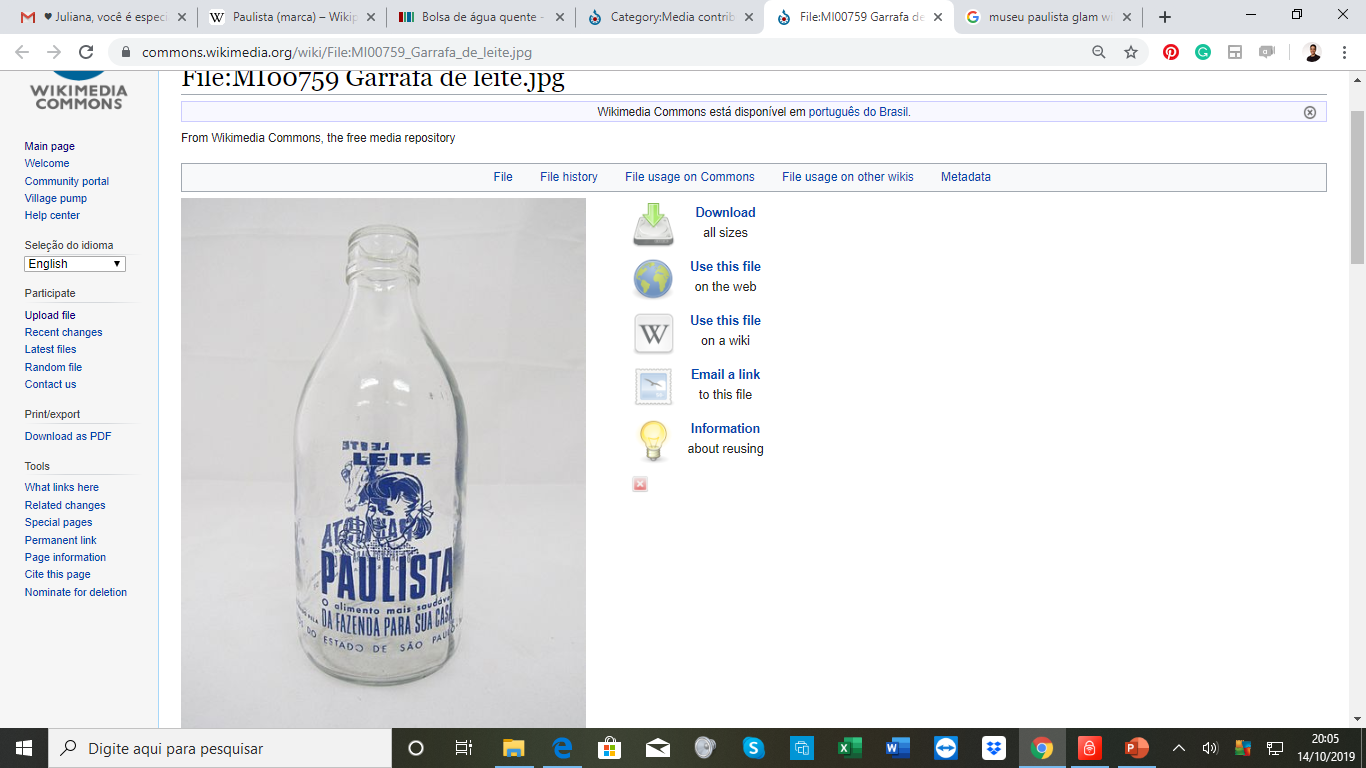 ♥ Juliana, você é especi
Paulista (marca) – Wikip
Bolsa de água quente -
Category:Media contrib
File:MI00759 Garrafa de
museu paulista glam wi
commons.wikimedia.org/wiki/File:MI00759_Garrafa_de_leite.jpg
WIKIMEDIA
COMMONS
File:MI00759 Garrafa de leite.jpg
Wikimedia Commons está disponível em português do Brasil.
From Wikimedia Commons, the free media repository
File File history File usage on Commons File usage on other wikis Metadata
Main page
Welcome
Community portal
Village pump
Help center
Seleção do idioma
English
Participate
Upload file
Recent changes
Latest files
Random file
Contact us
Print/export
Download as PDF
Tools
What links here
Related changes
Special pages
Permanent link
Page information
Cite this page
Nominate for deletion
LEITE
LEITE
PAULISTA
O alimento mais saudável
DA FAZENDA PARA SUA CASA
DO ESTADO DE SÃO PAULO
Download
all sizes
Use this file
on the web
W
Use this file
on a wiki
Email a link
to this file
Information
about reusing
Digite aqui para pesquisar
20:05
14/10/2019